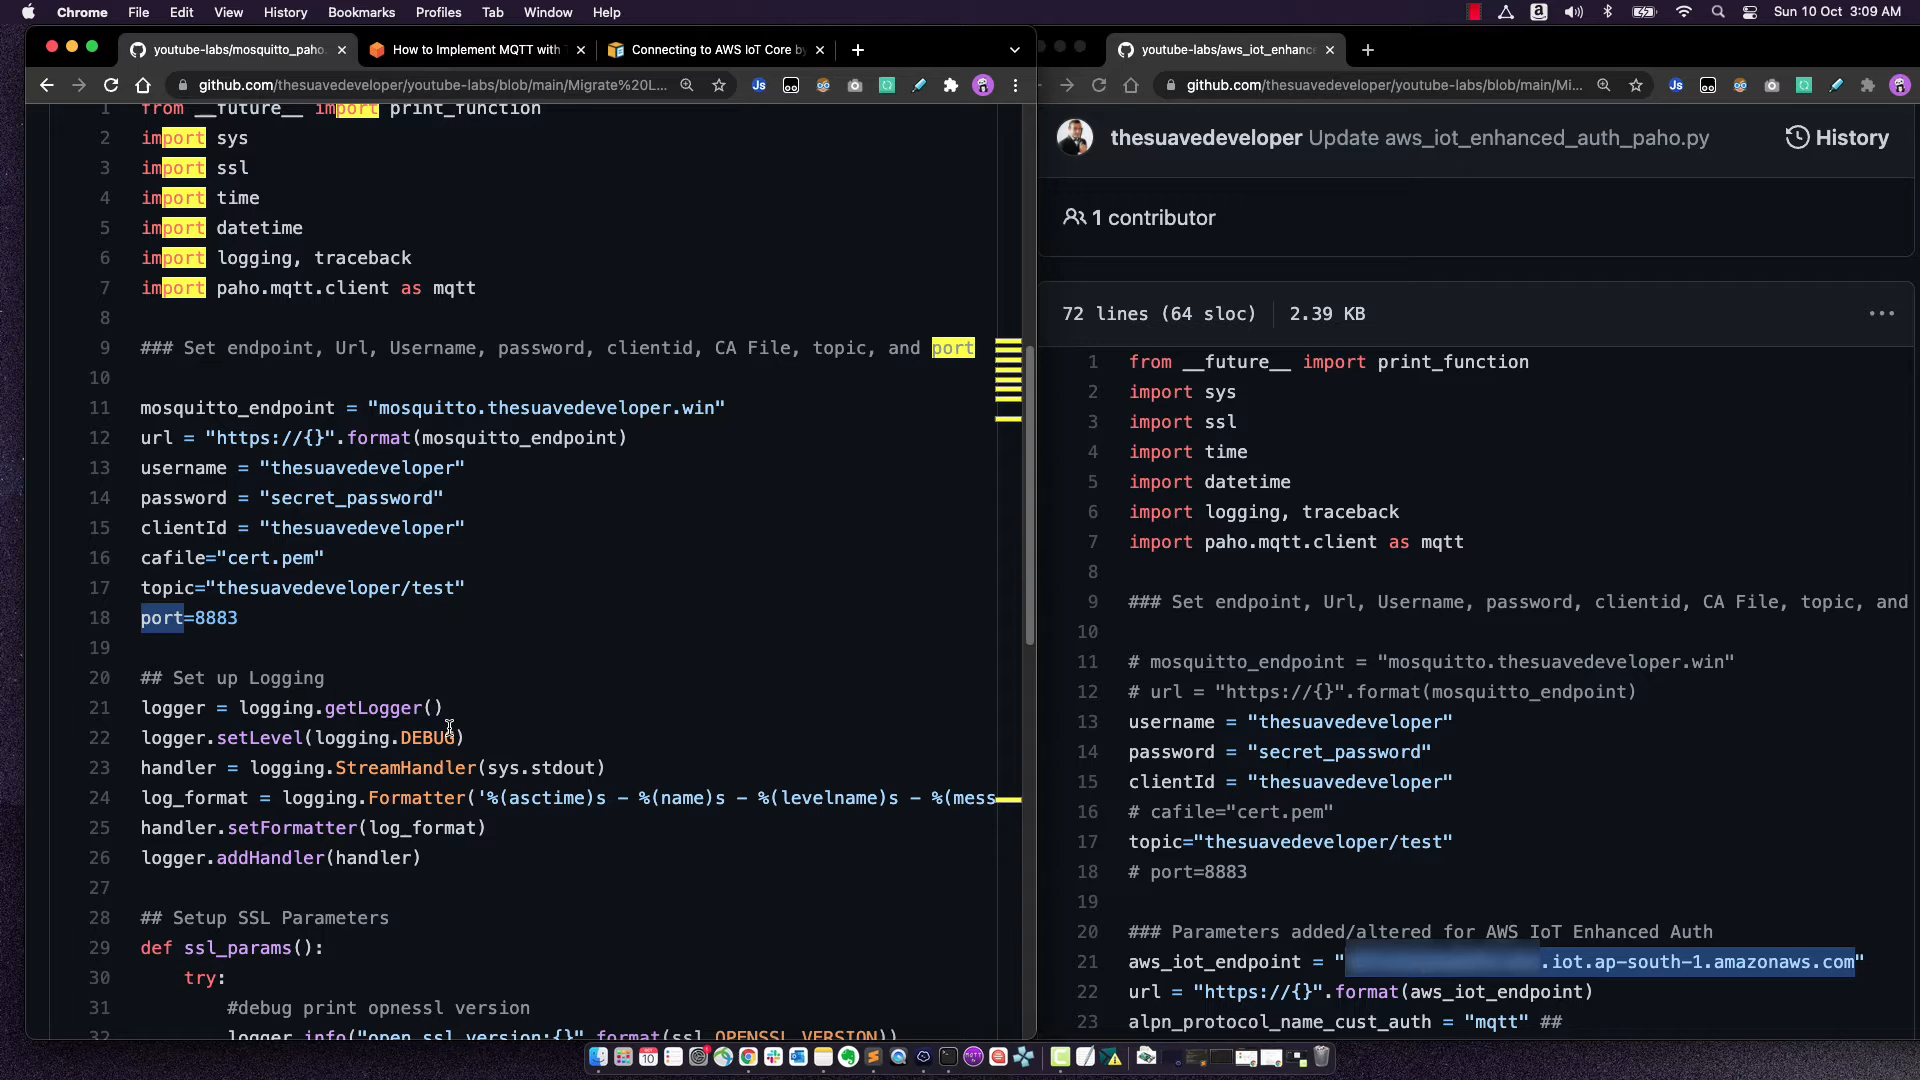 Chrome File Edit View History Bookmarks Profiles Tab Window Help
Sun 10 Oct 3:09 AM
youtube-labs/mosquitto_paho.
How to Implement MQTT with T
Connecting to AWS IoT Core by
github.com/thesuavedeveloper/youtube-labs/blob/main/Migrate%20L...
1 from __future__ import print_function
2 import sys
3 import ssl
4 import time
5 import datetime
6 import logging, traceback
7 import paho.mqtt.client as mqtt
8
9 ### Set endpoint, Url, Username, password, clientid, CA File, topic, and port
10
11 mosquitto_endpoint = "mosquitto.thesuavedeveloper.win"
12 url = "https://{}".format(mosquitto_endpoint)
13 username = "thesuavedeveloper"
14 password = "secret_password"
15 clientId = "thesuavedeveloper"
16 cafile="cert.pem"
17 topic="thesuavedeveloper/test"
18 port=8883
19
20 ## Set up Logging
21 logger = logging.getLogger()
22 logger.setLevel(logging.DEBUG)
23 handler = logging.StreamHandler(sys.stdout)
24 log_format = logging.Formatter('%(asctime)s - %(name)s - %(levelname)s - %(mess
25 handler.setFormatter(log_format)
26 logger.addHandler(handler)
27
28 ## Setup SSL Parameters
29 def ssl_params():
30 try:
31 #debug print opnessl version
32 logger.info("open ssl version:{}".format(ssl.OPENSSL_VERSION))
youtube-labs/aws_iot_enhance
github.com/thesuavedeveloper/youtube-labs/blob/main/Mi...
thesuavedeveloper Update aws_iot_enhanced_auth_paho.py
History
1 contributor
72 lines (64 sloc) 2.39 KB
1 from __future__ import print_function
2 import sys
3 import ssl
4 import time
5 import datetime
6 import logging, traceback
7 import paho.mqtt.client as mqtt
8
9 ### Set endpoint, Url, Username, password, clientid, CA File, topic, and
10
11 # mosquitto_endpoint = "mosquitto.thesuavedeveloper.win"
12 # url = "https://{}".format(mosquitto_endpoint)
13 username = "thesuavedeveloper"
14 password = "secret_password"
15 clientId = "thesuavedeveloper"
16 # cafile="cert.pem"
17 topic="thesuavedeveloper/test"
18 # port=8883
19
20 ### Parameters added/altered for AWS IoT Enhanced Auth
21 aws_iot_endpoint = " .iot.ap-south-1.amazonaws.com"
22 url = "https://{}".format(aws_iot_endpoint)
23 alpn_protocol_name_cust_auth = "mqtt" ##